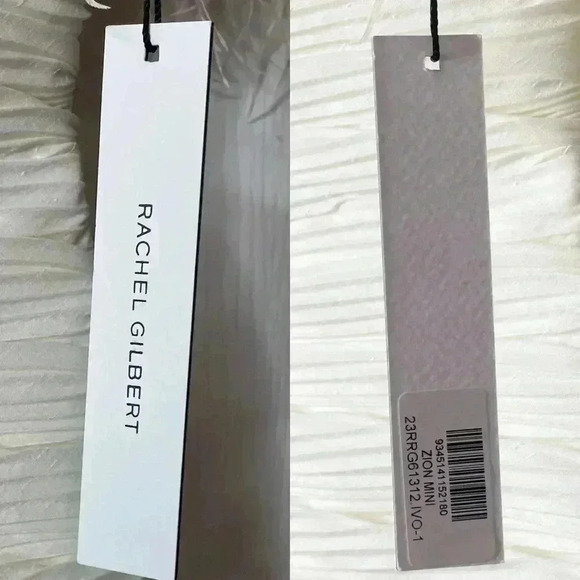 RACHEL GILBERT
9345141152180
ZION MINI
23RRG61312.IVO-1